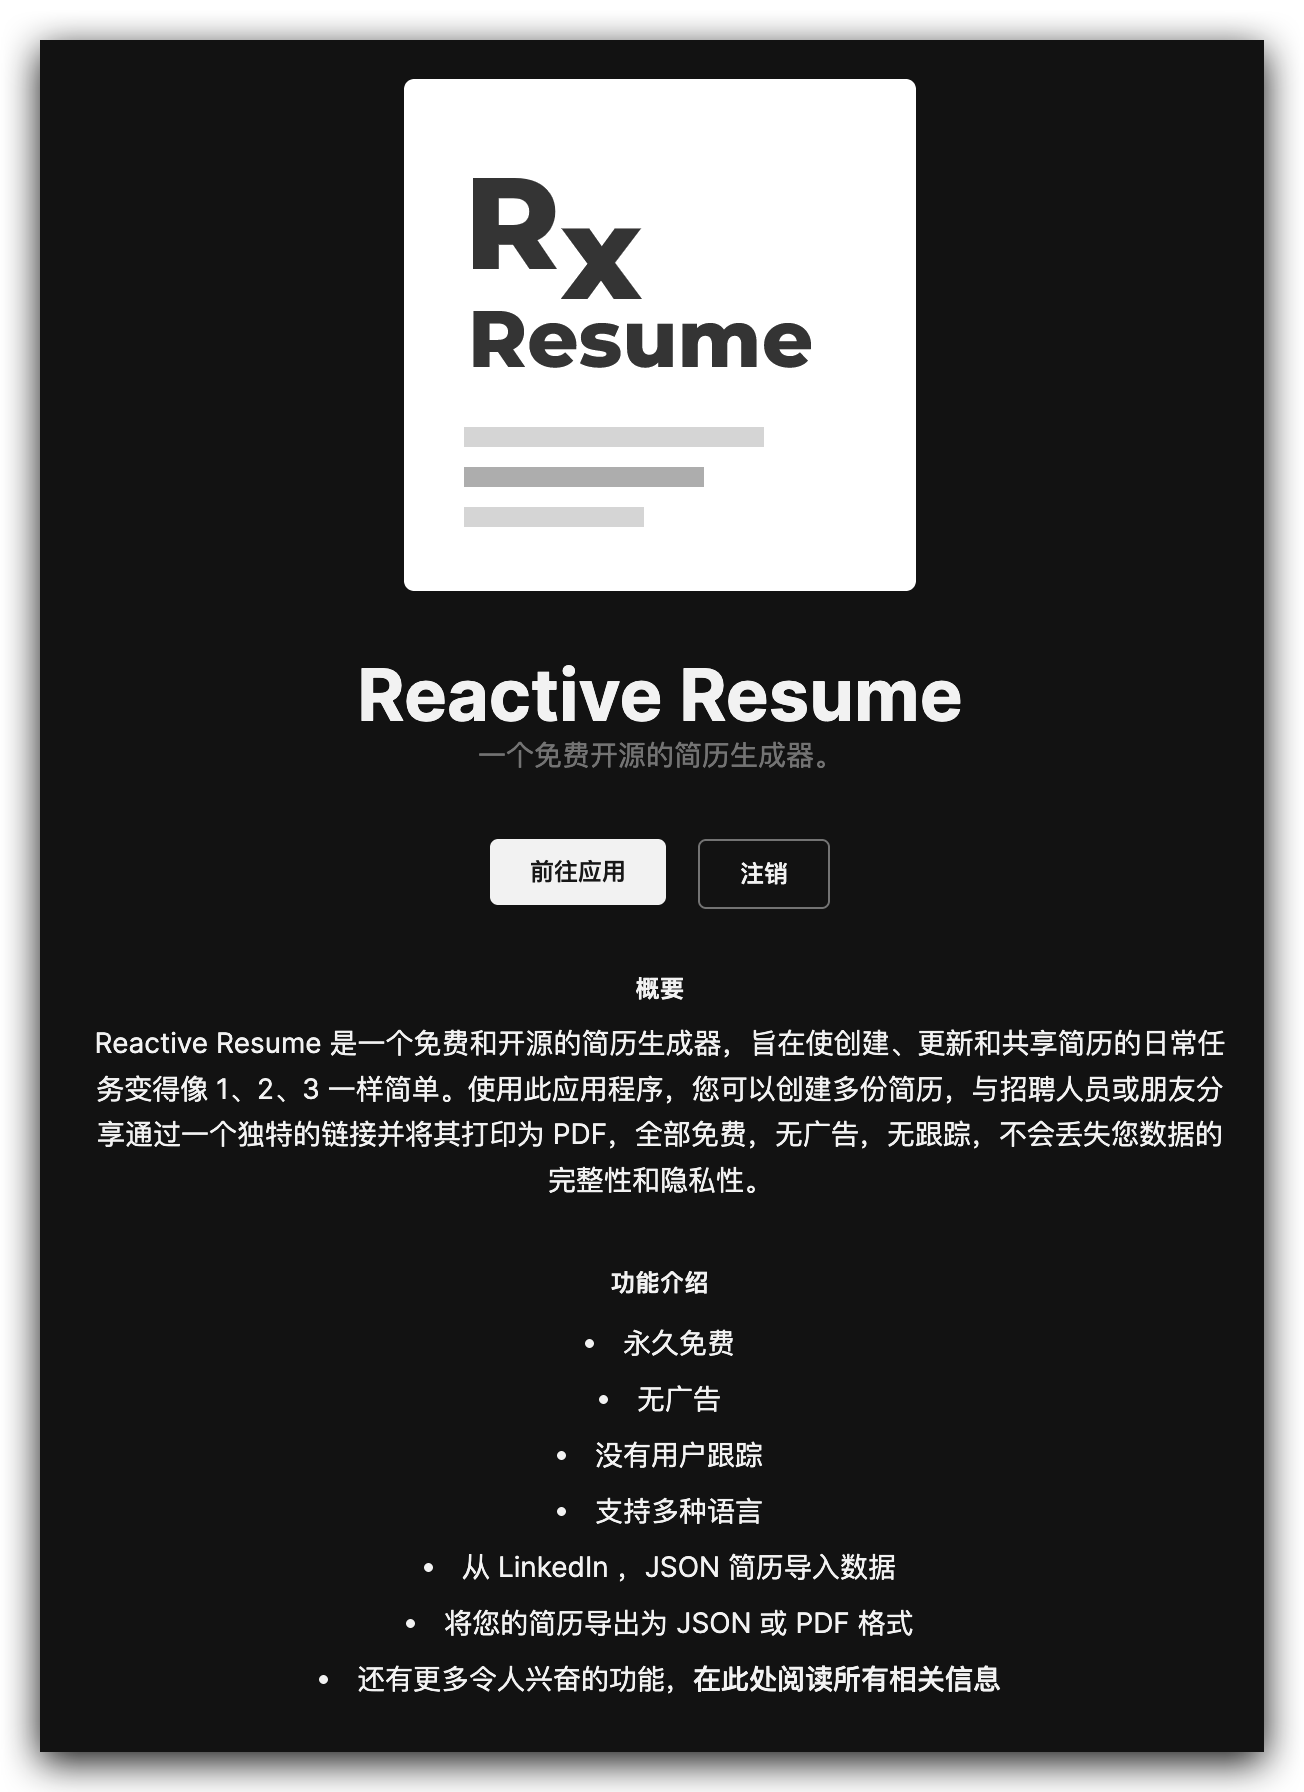 Rx
Resume
Reactive Resume
一个免费开源的简历生成器。
前往应用
注销
概要
Reactive Resume 是一个免费和开源的简历生成器，旨在使创建、更新和共享简历的日常任
务变得像 1、2、3 一样简单。使用此应用程序，您可以创建多份简历，与招聘人员或朋友分
享通过一个独特的链接并将其打印为 PDF，全部免费，无广告，无跟踪，不会丢失您数据的
完整性和隐私性。
功能介绍
• 永久免费
• 无广告
• 没有用户跟踪
• 支持多种语言
• 从 LinkedIn ，JSON 简历导入数据
• 将您的简历导出为 JSON 或 PDF 格式
• 还有更多令人兴奋的功能，在此处阅读所有相关信息